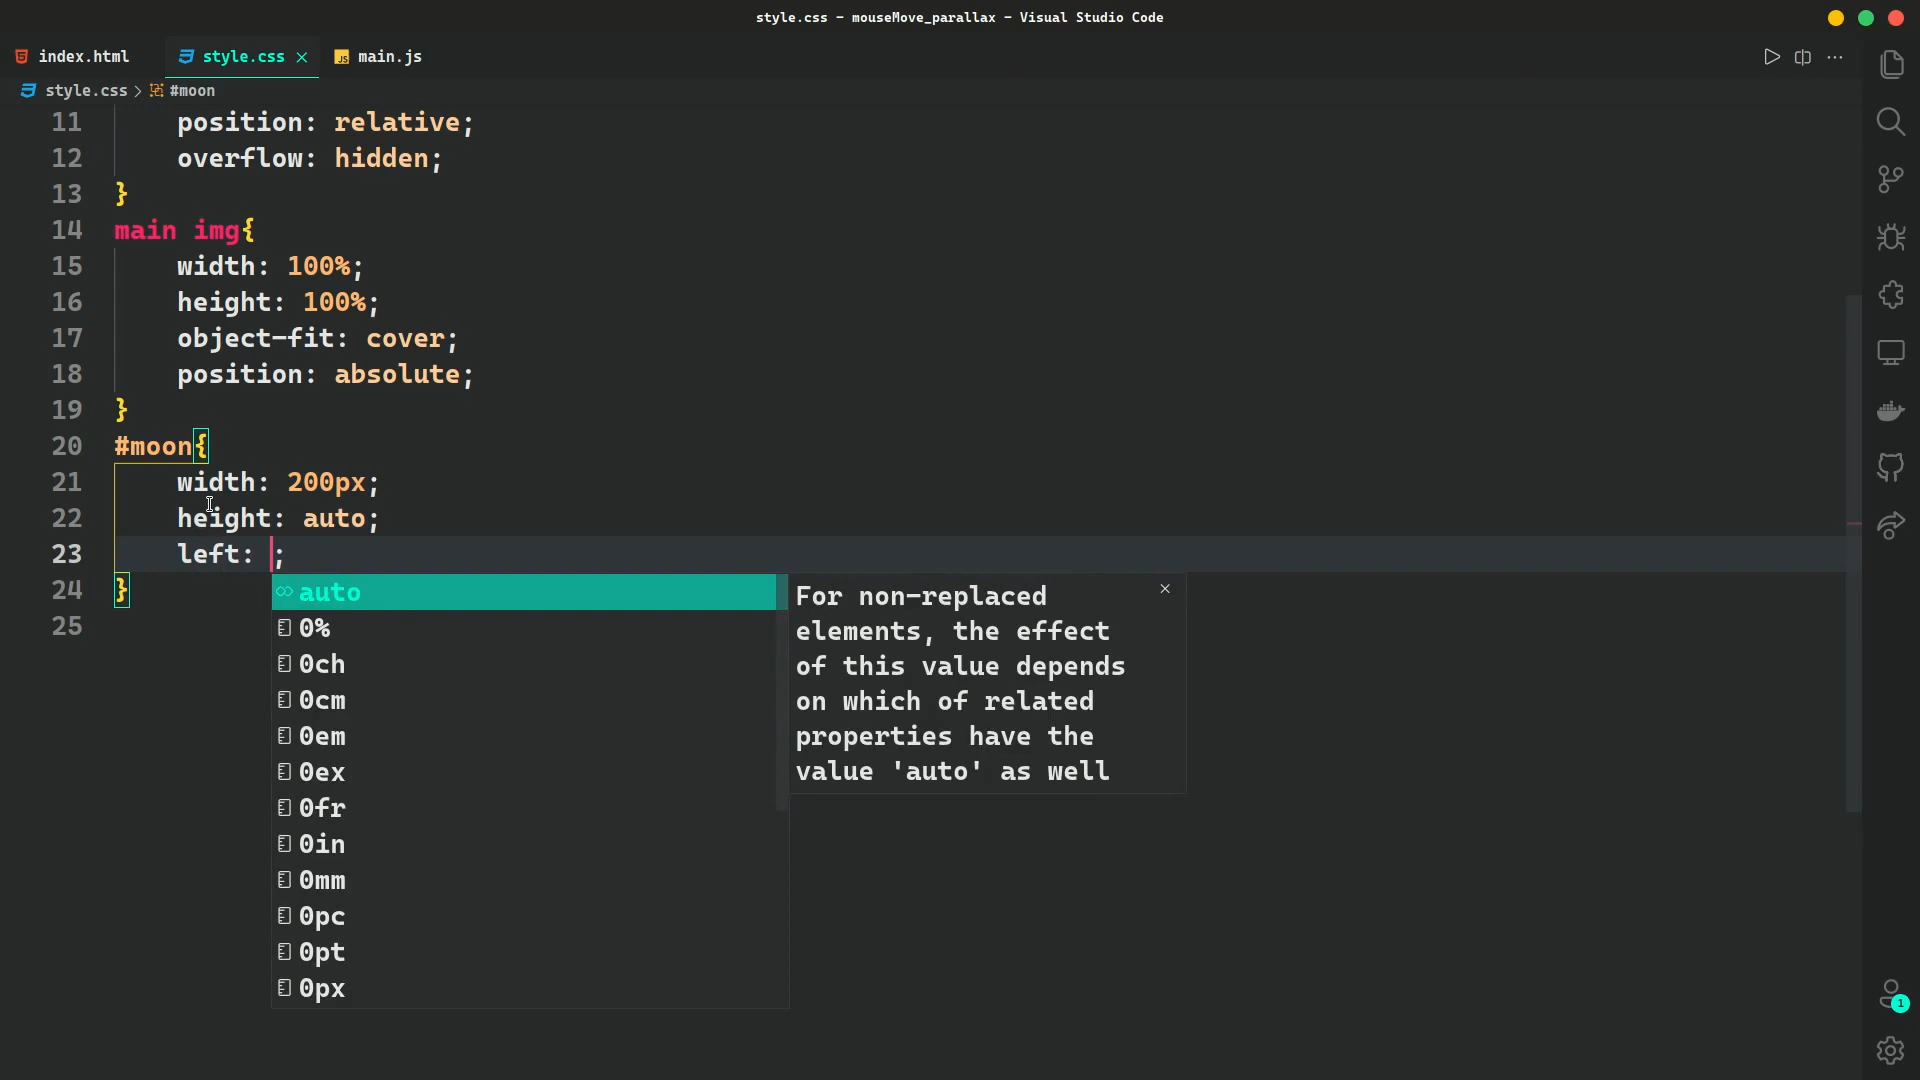 style.css - mouseMove_parallax - Visual Studio Code
index.html style.css main.js
style.css > #moon
11 position: relative;
12 overflow: hidden;
13 }
14 main img{
15 width: 100%;
16 height: 100%;
17 object-fit: cover;
18 position: absolute;
19 }
20 #moon{
21 width: 200px;
22 height: auto;
23 left: ;
24 }
25
auto
0%
0ch
0cm
0em
0ex
0fr
0in
0mm
0pc
0pt
0px
For non-replaced
elements, the effect
of this value depends
on which of related
properties have the
value 'auto' as well
JS
1